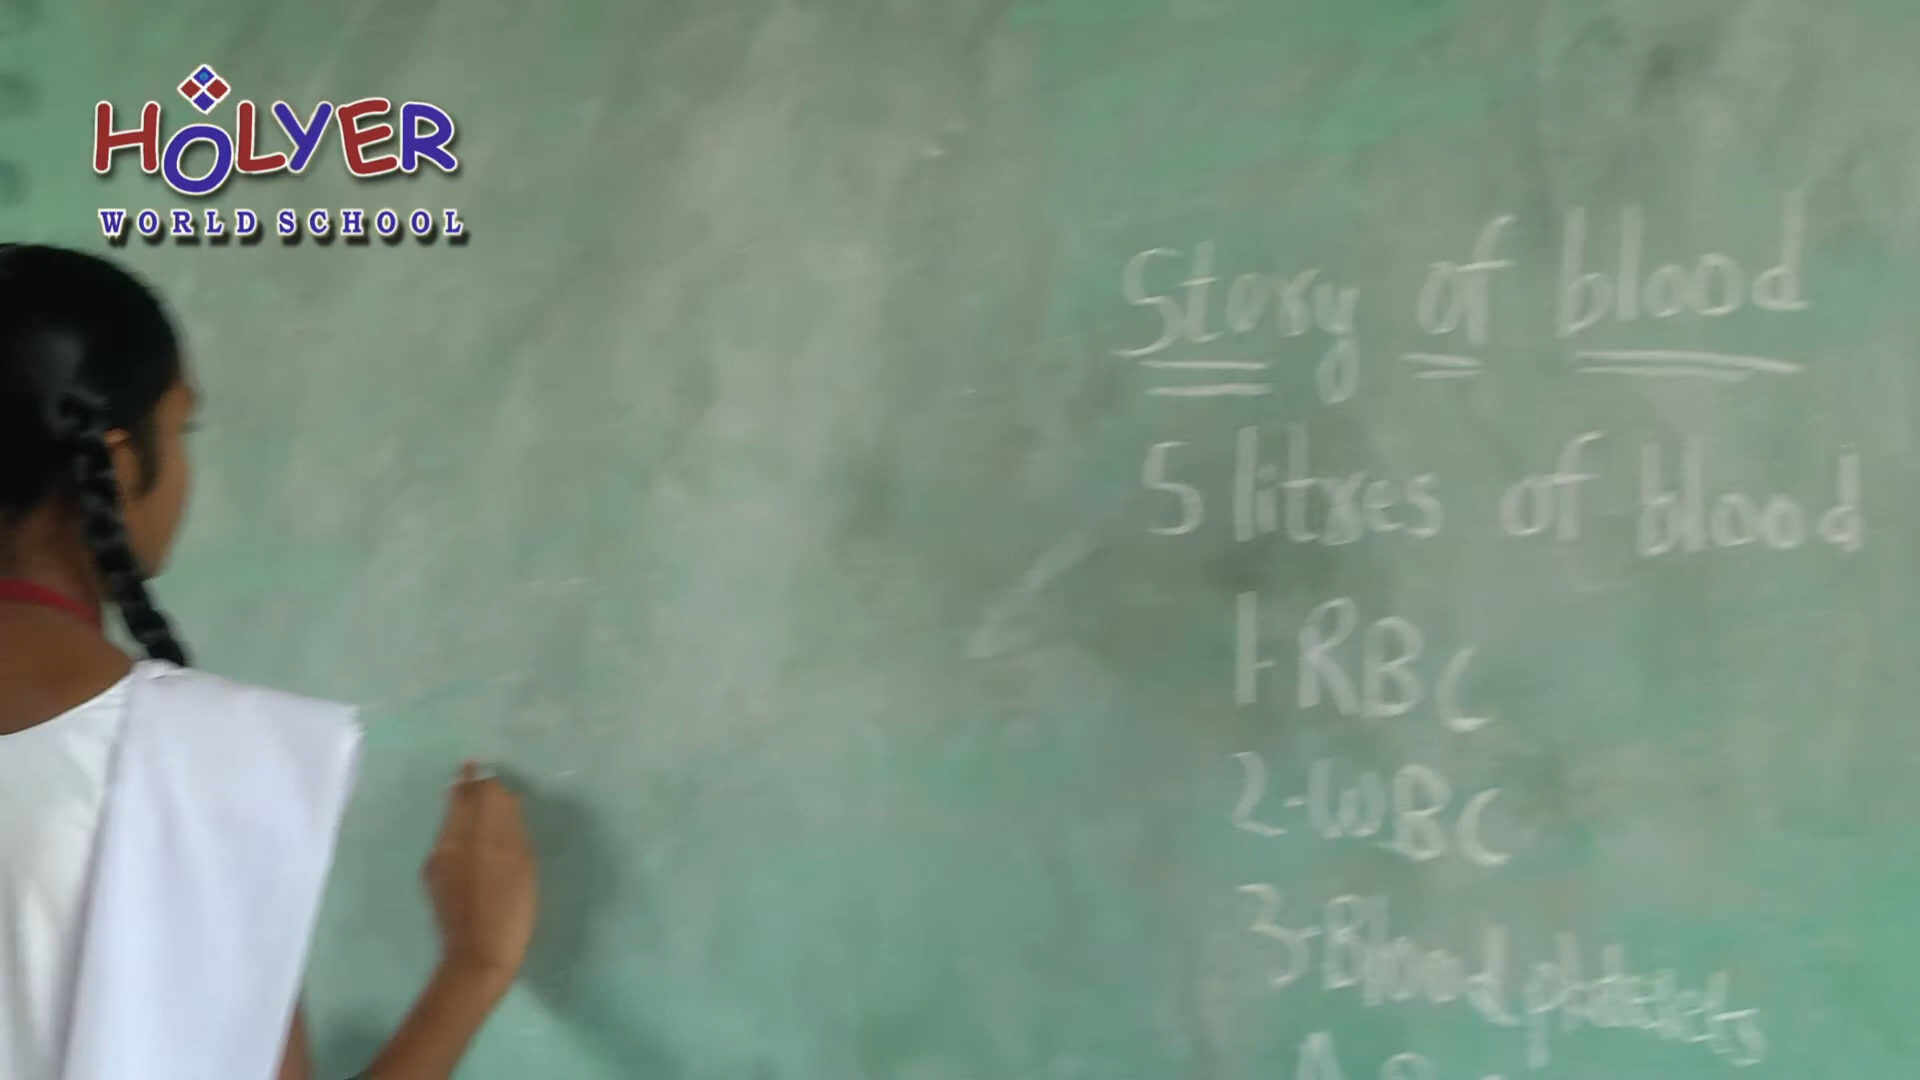 HOLYER
WORLD SCHOOL
Story of blood
5 litres of blood
1-RBC
2-WBC
3-Blood platelets